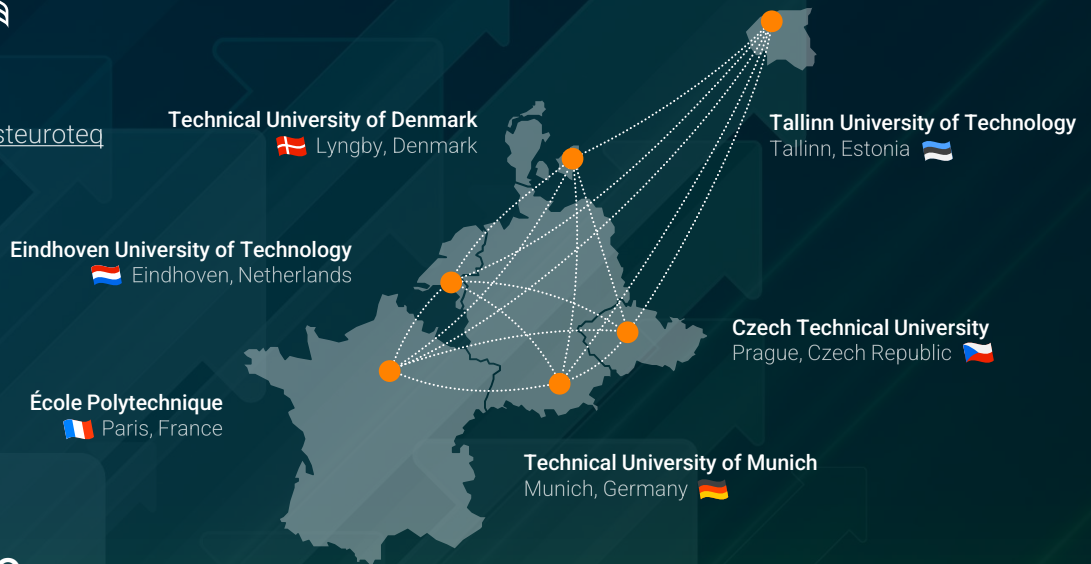 steuroteq
Technical University of Denmark
Lyngby, Denmark
Tallinn University of Technology
Tallinn, Estonia
Eindhoven University of Technology
Eindhoven, Netherlands
Czech Technical University
Prague, Czech Republic
École Polytechnique
Paris, France
Technical University of Munich
Munich, Germany